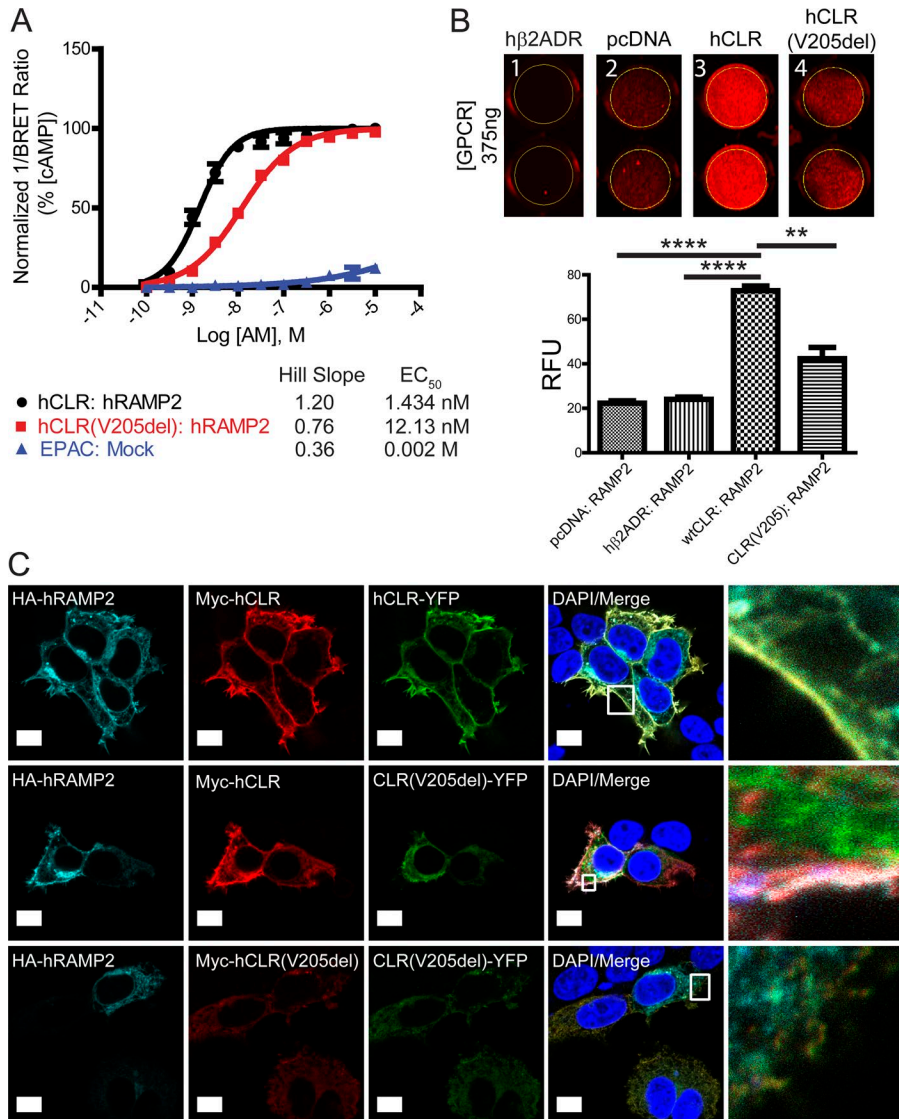 A
Normalized 1/BRET Ratio
(% [cAMP])
150
100
50
0
-11
-10
-9
-8
-7
-6
-5
-4
Log [AM], M
Hill Slope EC50
hCLR: hRAMP2 1.20 1.434 nM
hCLR(V205del): hRAMP2 0.76 12.13 nM
EPAC: Mock 0.36 0.002 M
B
hβ2ADR pcDNA hCLR hCLR
(V205del)
[GPCR]
375ng
1 2 3 4
**** **
****
RFU
80
60
40
20
0
pcDNA: RAMP2
hβ2ADR: RAMP2
wtCLR: RAMP2
CLR(V205): RAMP2
C
HA-hRAMP2 Myc-hCLR hCLR-YFP DAPI/Merge
HA-hRAMP2 Myc-hCLR CLR(V205del)-YFP DAPI/Merge
HA-hRAMP2 Myc-hCLR(V205del) CLR(V205del)-YFP DAPI/Merge